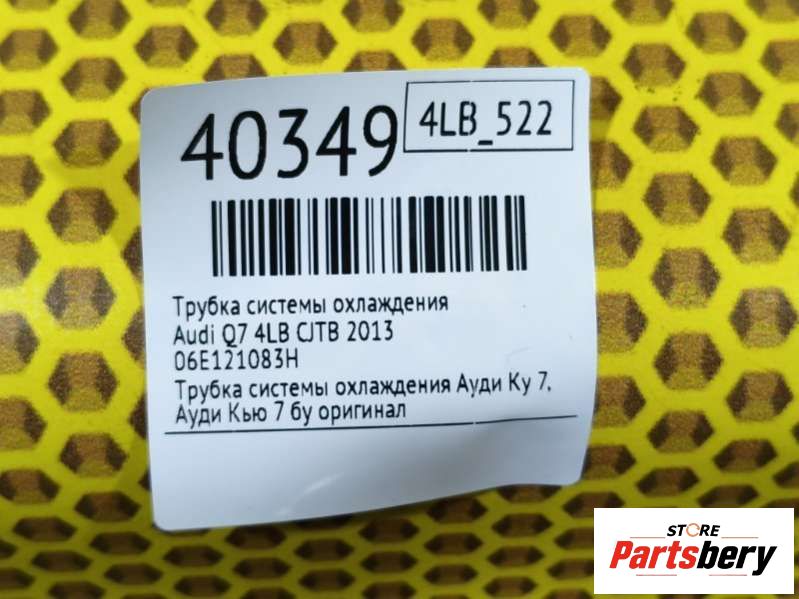 40349
4LB_522
Трубка системы охлаждения
Audi Q7 4LB CJTB 2013
06E121083H
Трубка системы охлаждения Ауди Ку 7,
Ауди Кью 7 бу оригинал
STORE
Partsbery